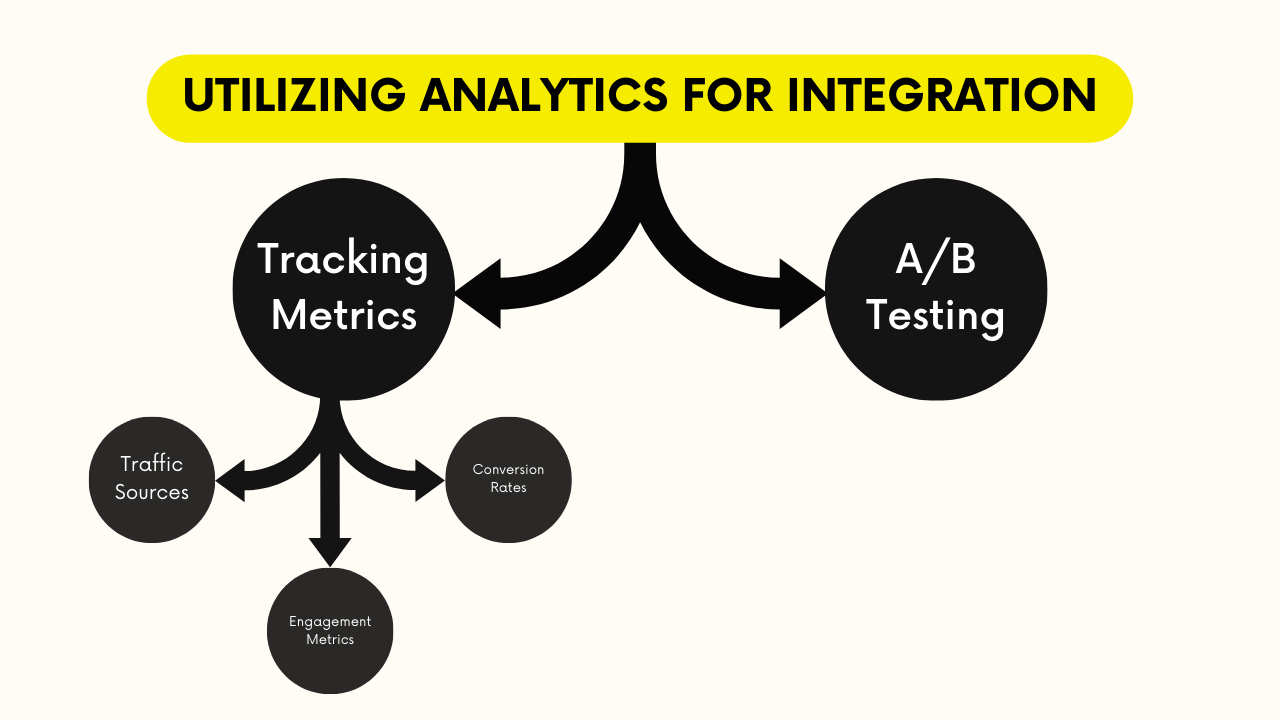 UTILIZING ANALYTICS FOR INTEGRATION
Tracking
Metrics
A/B
Testing
Traffic
Sources
Conversion
Rates
Engagement
Metrics